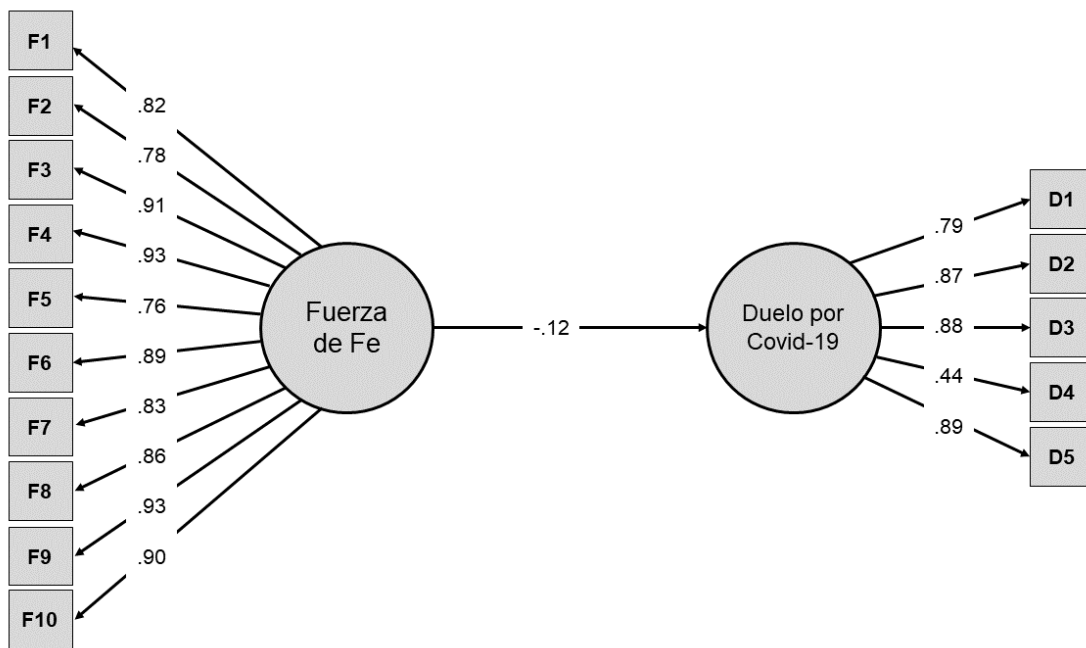 F1
F2
F3
F4
F5
F6
F7
F8
F9
F10
.82
.78
.91
.93
.76
.89
.83
.86
.93
.90
Fuerza
de Fe
-.12
Duelo por
Covid-19
.79
.87
.88
.44
.89
D1
D2
D3
D4
D5